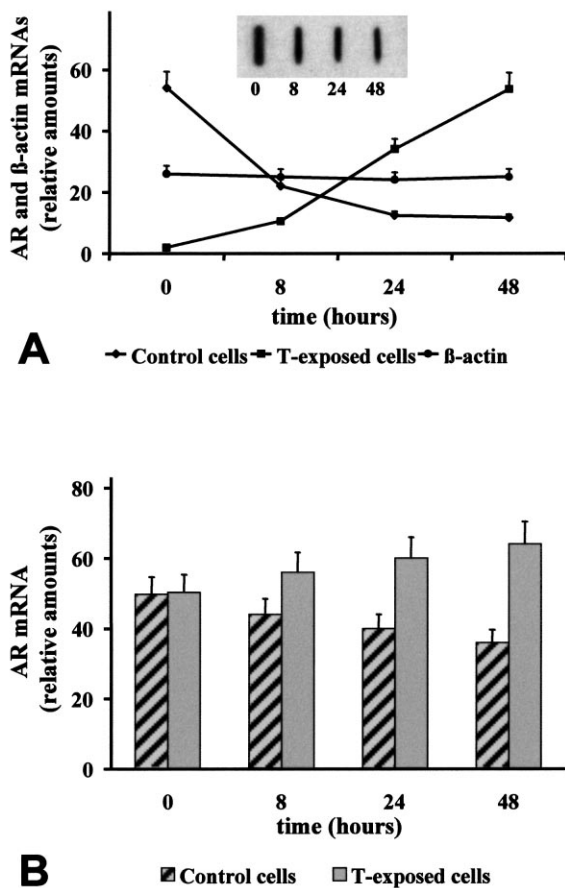 0 8 24 48
AR and ß-actin mRNAs
(relative amounts)
60
40
20
0
0 8 24 48
time (hours)
A
Control cells T-exposed cells ß-actin
AR mRNA
(relative amounts)
80
60
40
20
0
0 8 24 48
time (hours)
B
Control cells T-exposed cells